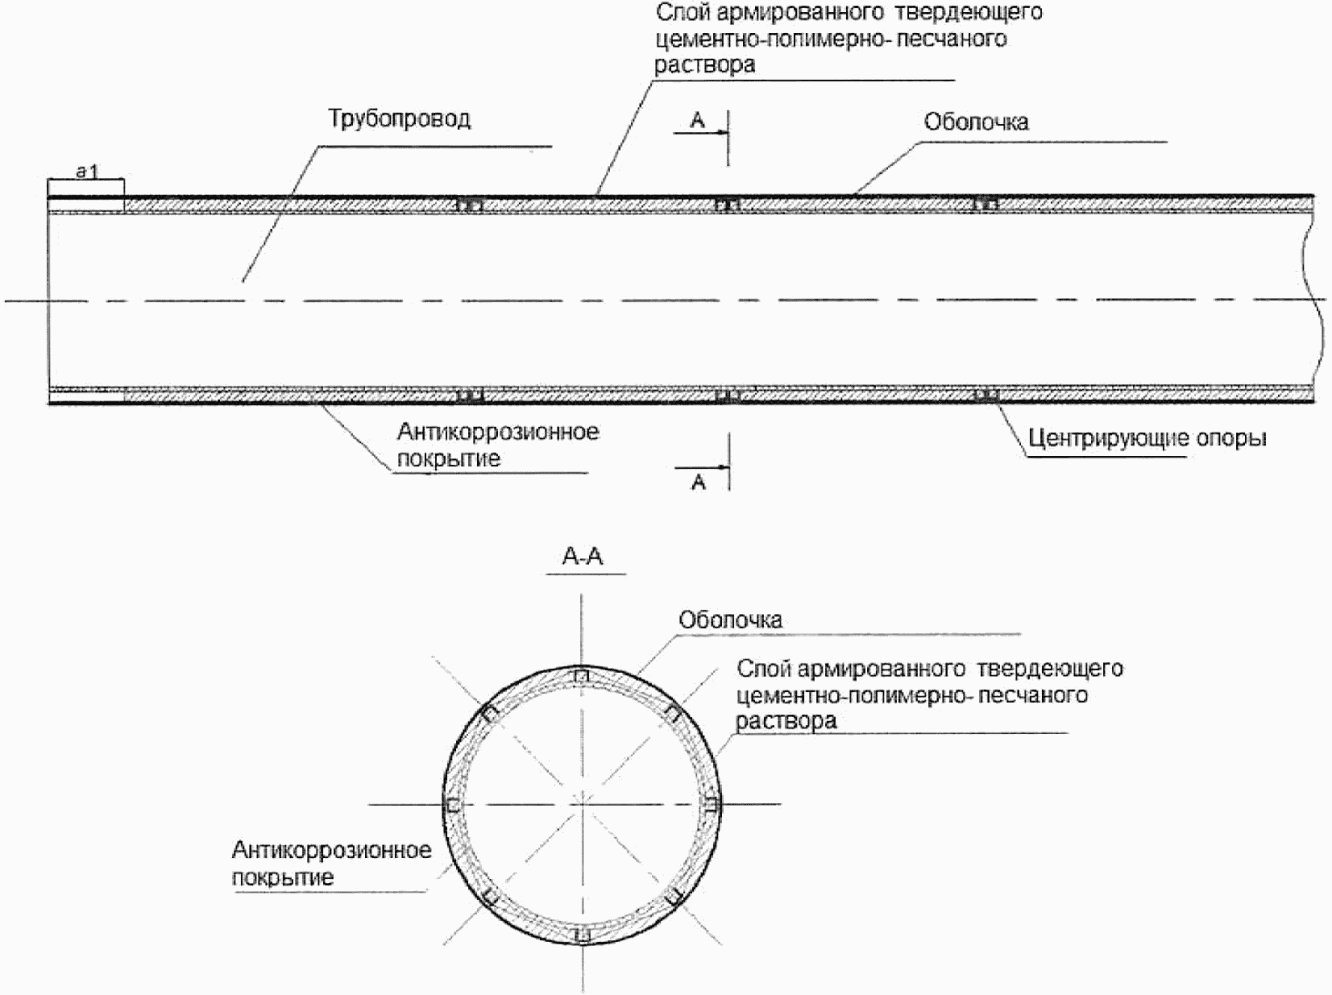 Слой армированного твердеющего
цементно-полимерно-песчаного
раствора
Трубопровод
А
Оболочка
a1
Антикоррозионное
покрытие
Центрирующие опоры
А
А-А
Оболочка
Слой армированного твердеющего
цементно-полимерно-песчаного
раствора
Антикоррозионное
покрытие